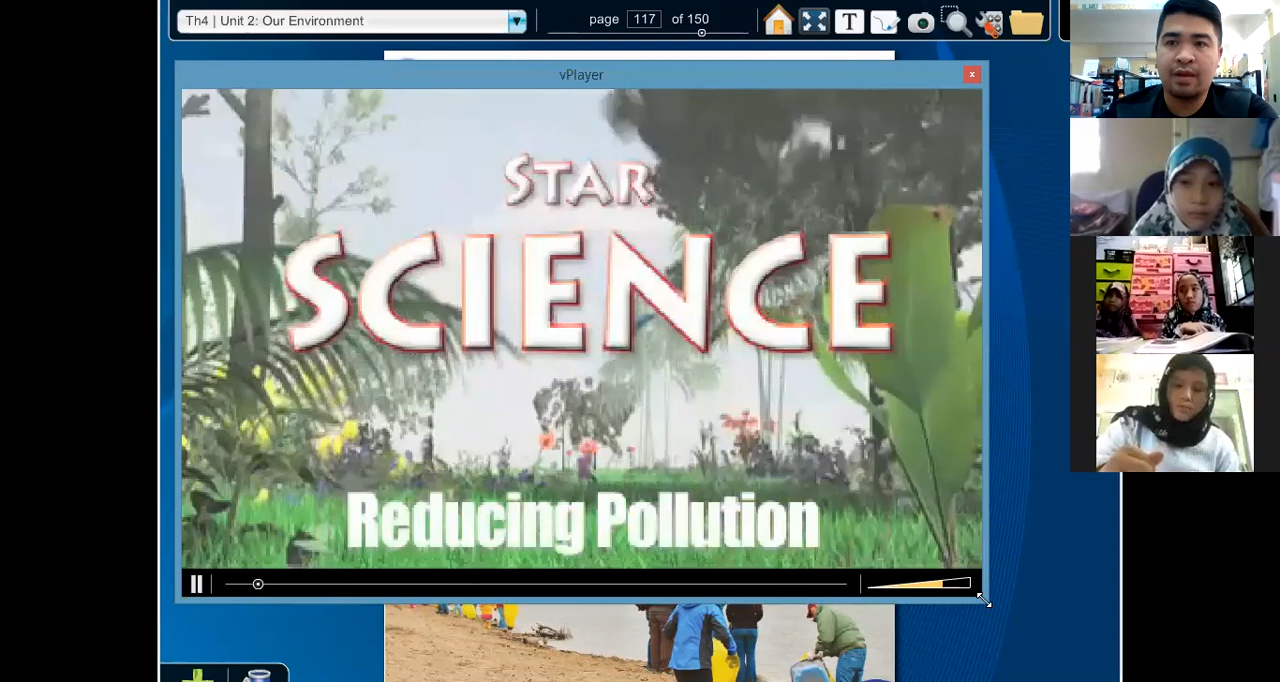 Th4 | Unit 2: Our Environment
page 117 of 150
T
vPlayer
x
STAR
SCIENCE
Reducing Pollution